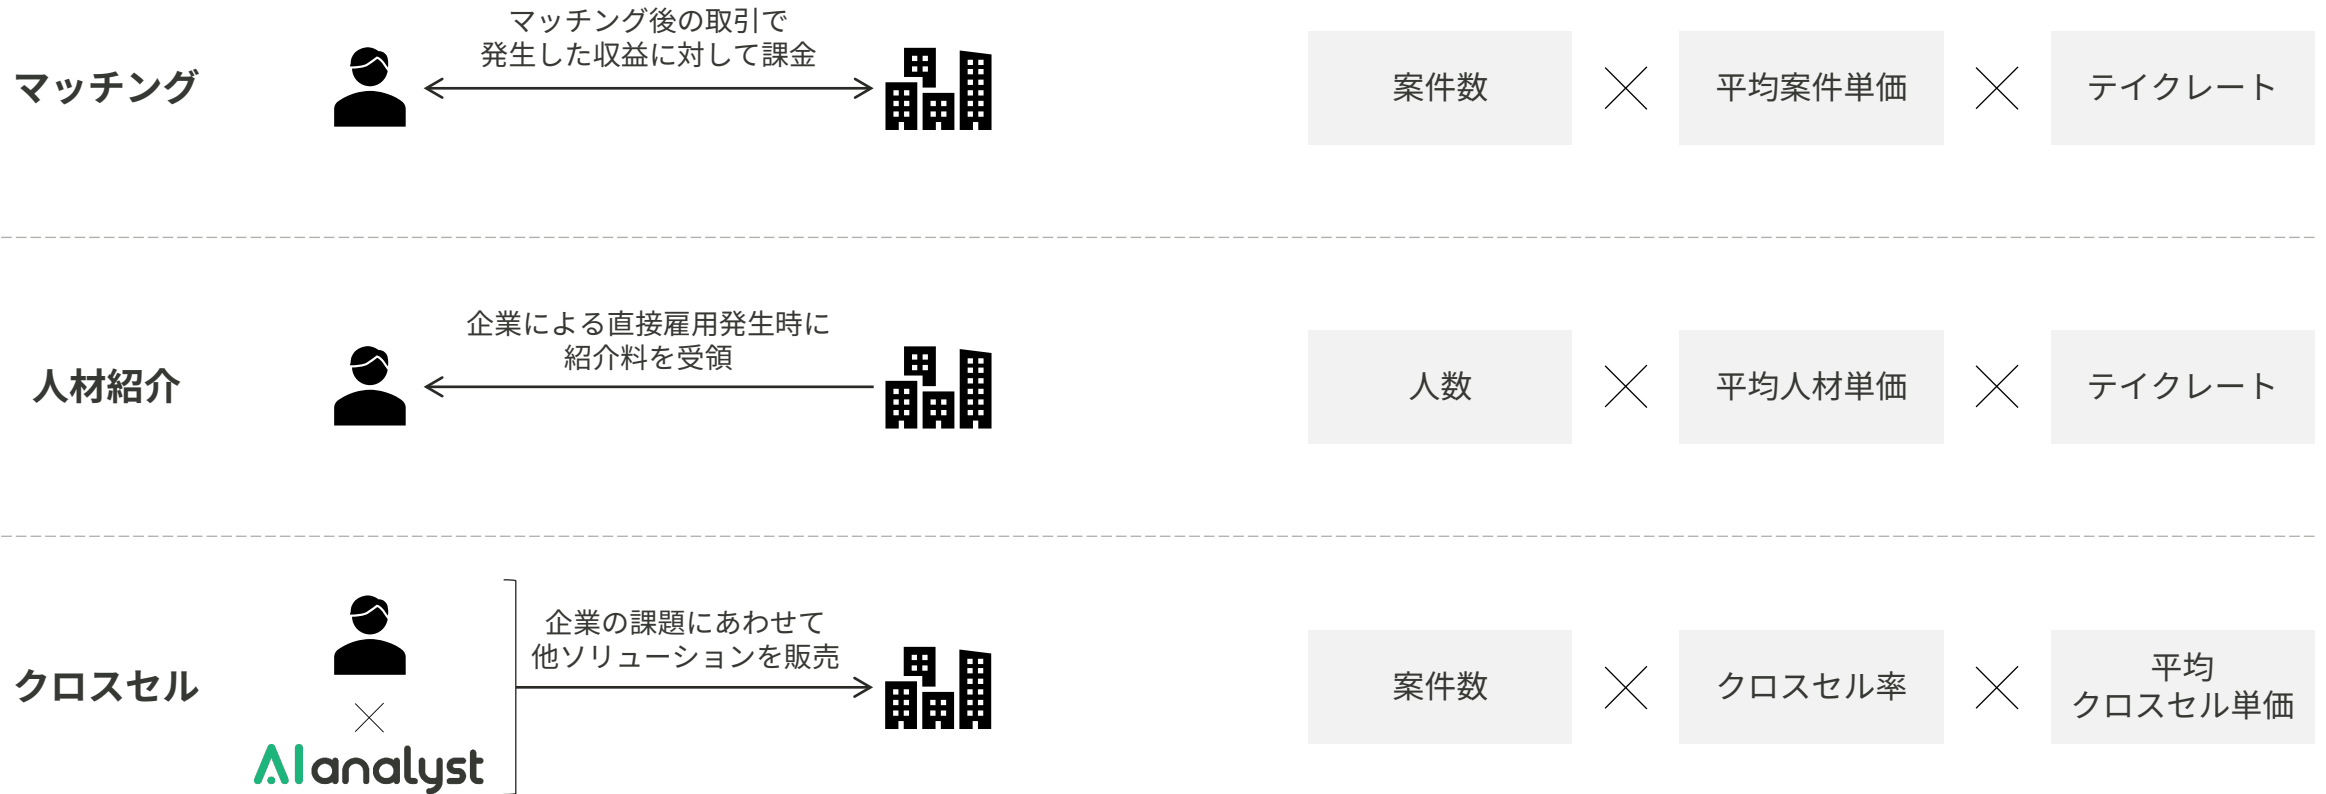 マッチング
マッチング後の取引で
発生した収益に対して課金
案件数
平均案件単価
テイクレート
人材紹介
企業による直接雇用発生時に
紹介料を受領
人数
平均人材単価
テイクレート
クロスセル
AI analyst
企業の課題にあわせて
他ソリューションを販売
案件数
クロスセル率
平均
クロスセル単価